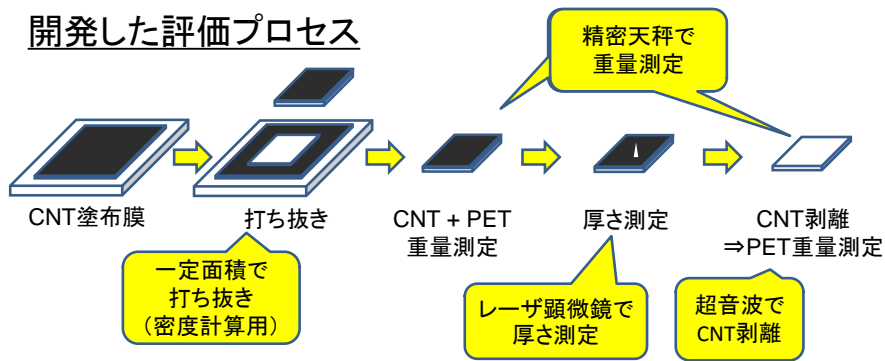 開発した評価プロセス
精密天秤で
重量測定
CNT塗布膜
打ち抜き
CNT + PET
重量測定
厚さ測定
CNT剥離
⇒PET重量測定
一定面積で
打ち抜き
（密度計算用）
レーザ顕微鏡で
厚さ測定
超音波で
CNT剥離